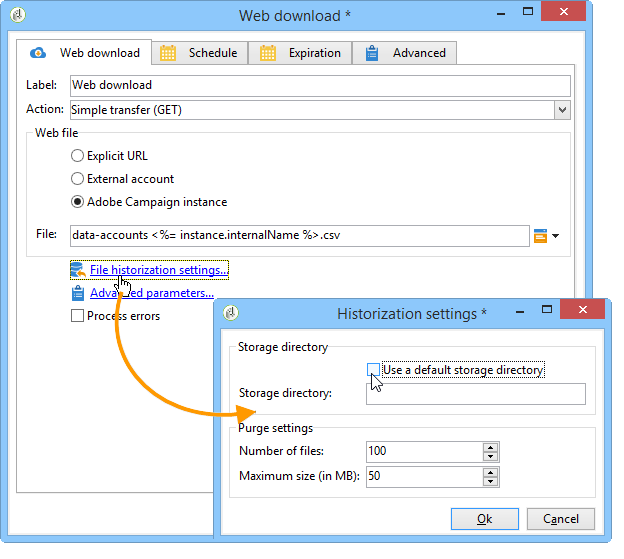 Web download *
Web download Schedule Expiration Advanced
Label: Web download
Action: Simple transfer (GET)
Web file
Explicit URL
External account
Adobe Campaign instance
File: data-accounts <%= instance.internalName %>.csv
File historization settings...
Advanced parameters...
Process errors
Historization settings *
Storage directory
Use a default storage directory
Storage directory:
Purge settings
Number of files: 100
Maximum size (in MB): 50
Ok Cancel